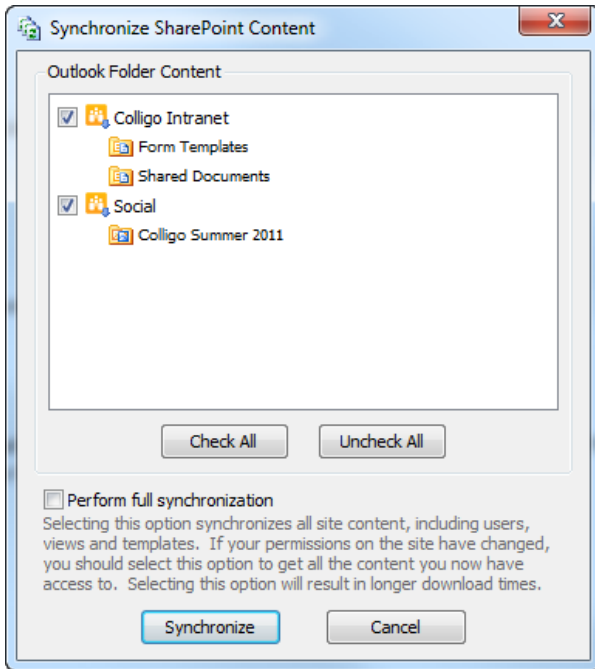 Synchronize SharePoint Content
Outlook Folder Content
Colligo Intranet
Form Templates
Shared Documents
Social
Colligo Summer 2011
Check All
Uncheck All
Perform full synchronization
Selecting this option synchronizes all site content, including users,
views and templates. If your permissions on the site have changed,
you should select this option to get all the content you now have
access to. Selecting this option will result in longer download times.
Synchronize
Cancel